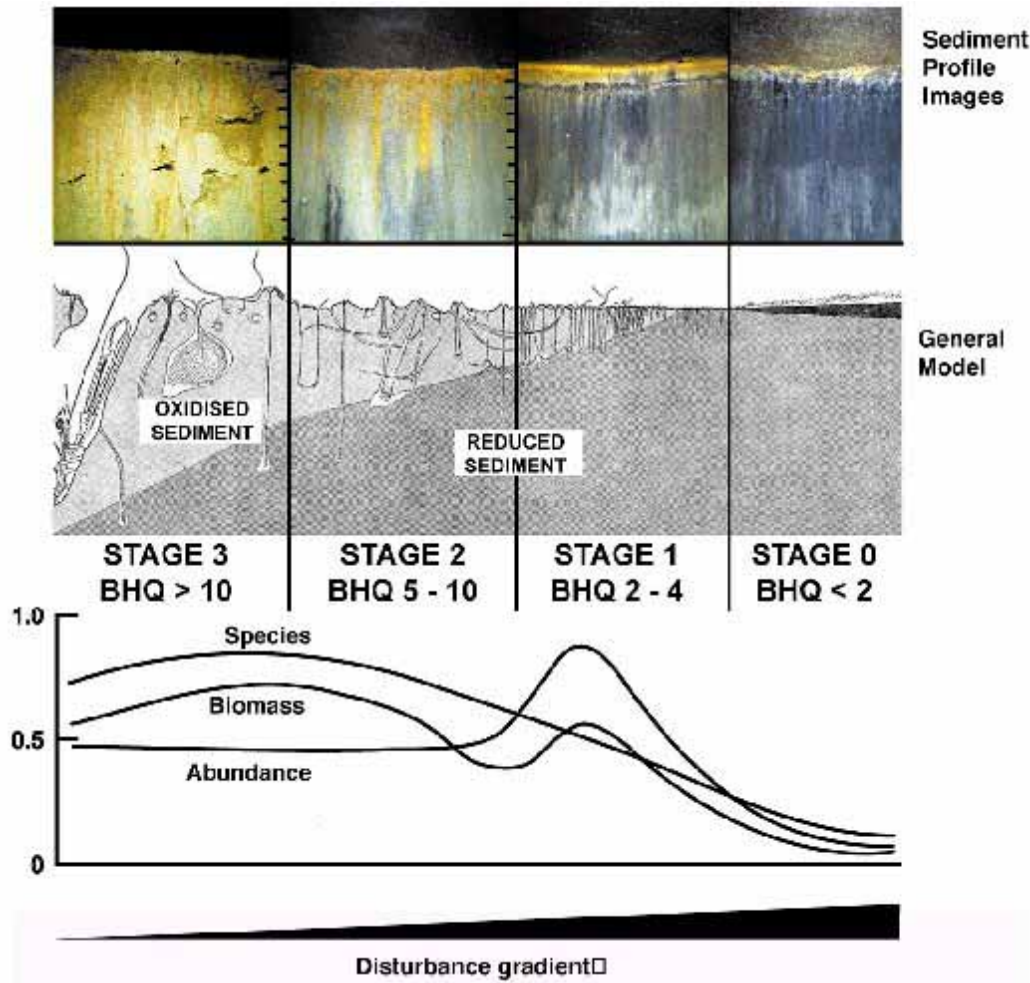 Sediment
Profile
Images
General
Model
OXIDISED
SEDIMENT
REDUCED
SEDIMENT
STAGE 3
BHQ > 10
STAGE 2
BHQ 5 - 10
STAGE 1
BHQ 2 - 4
STAGE 0
BHQ < 2
1.0
Species
Biomass
0.5
Abundance
0
Disturbance gradient□